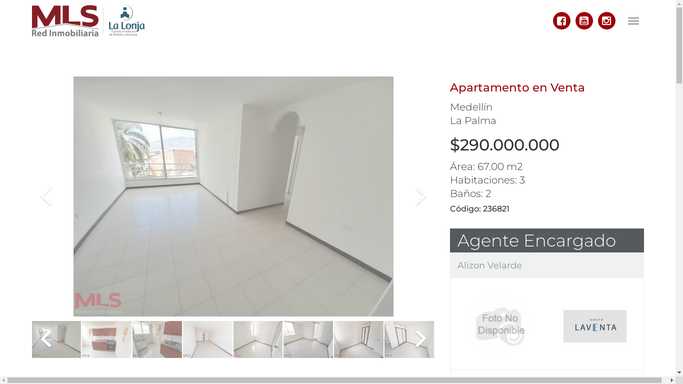 MLS
Red Inmobiliaria
La Lonja
Apartamento en Venta
Medellín
La Palma
$290.000.000
Área: 67.00 m2
Habitaciones: 3
Baños: 2
Código: 236821
MLS
Agente Encargado
Alizon Velarde
Foto No
Disponible
LAVENTA